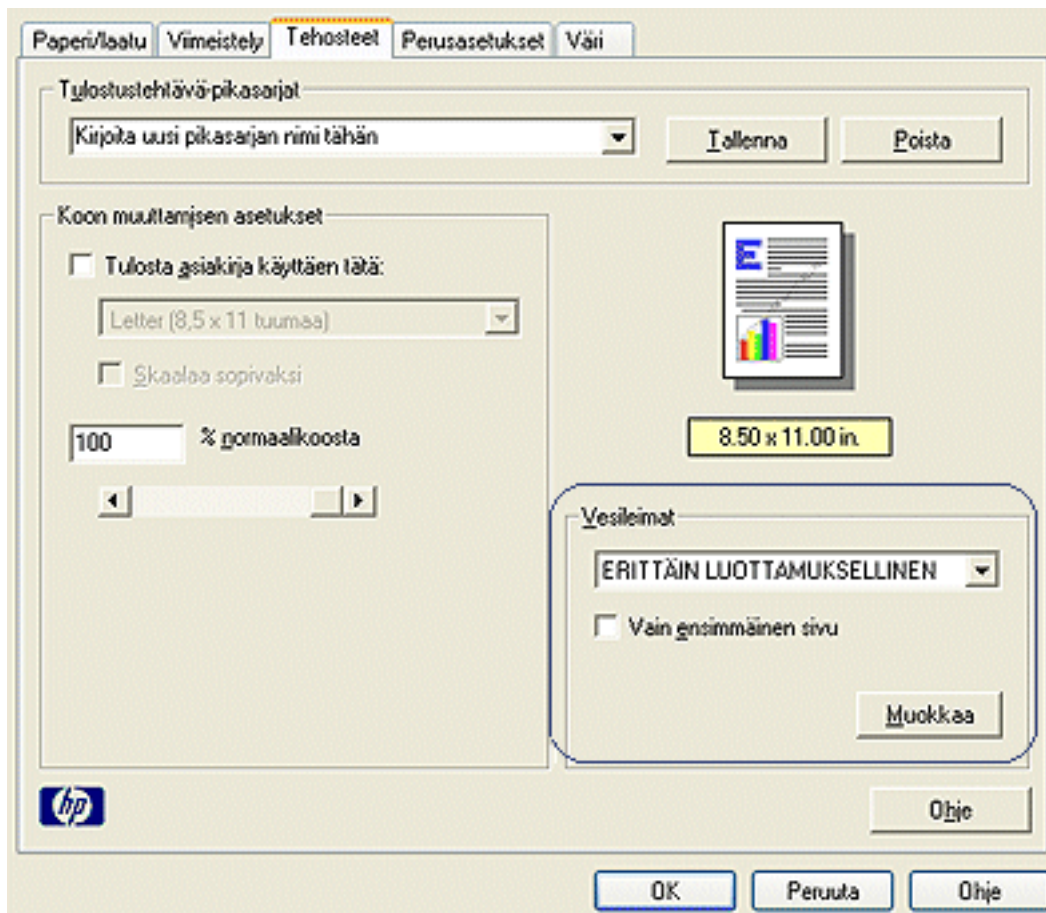 Paperi/laatu Viimeistely Tehosteet Perusasetukset Väri
Tulostustehtävä-pikasarjat
Kirjoita uusi pikasarjan nimi tähän Tallenna Poista
Koon muuttamisen asetukset
Tulosta asiakirja käyttäen tätä:
Letter (8,5 x 11 tuumaa)
Skaalaa sopivaksi
100 % normaalikoosta
E
8.50 x 11.00 in.
Vesileimat
ERITTÄIN LUOTTAMUKSELLINEN
Vain ensimmäinen sivu
Muokkaa
hp
Ohje
OK Peruuta Ohje